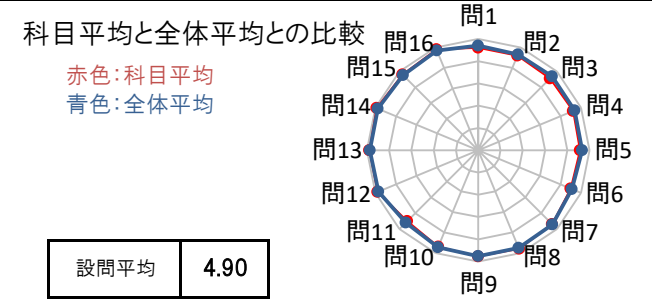 科目平均と全体平均との比較
赤色:科目平均
青色:全体平均
問1
問2
問3
問4
問5
問6
問7
問8
問9
問10
問11
問12
問13
問14
問15
問16
設問平均 4.90